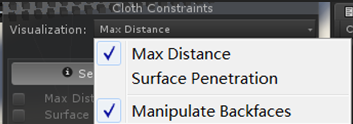 Cloth Constraints
Visualization: Max Distance
Max Distance
Surface Penetration
Se
Max Dist
Surface
Manipulate Backfaces